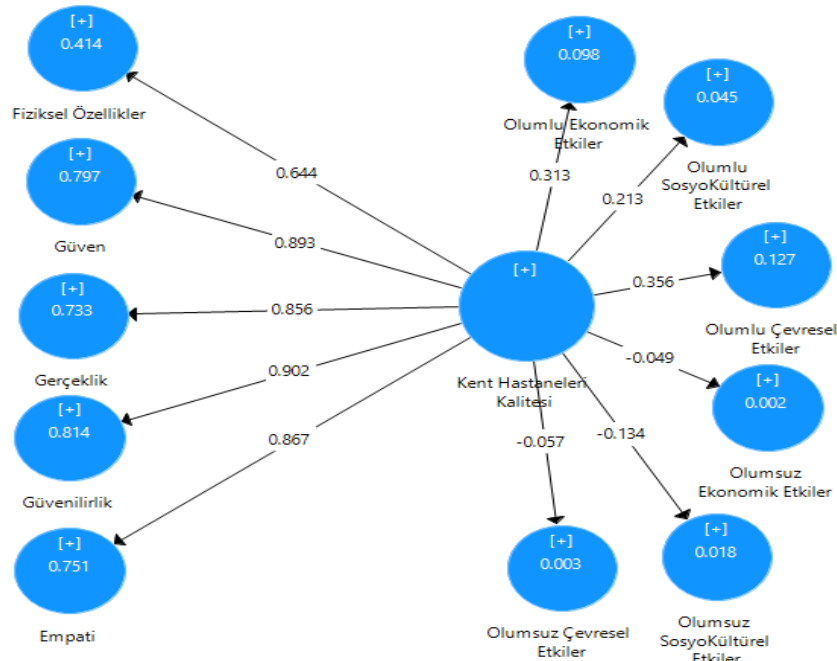 [+]
0.414
Fiziksel Özellikler
[+]
0.797
Güven
[+]
0.733
Gerçeklik
[+]
0.814
Güvenilirlik
[+]
0.751
Empati
0.644
0.893
0.856
0.902
0.867
[+]
Kent Hastaneleri
Kalitesi
0.313
0.213
0.356
-0.049
-0.134
-0.057
[+]
0.098
Olumlu Ekonomik
Etkiler
[+]
0.045
Olumlu
SosyoKültürel
Etkiler
[+]
0.127
Olumlu Çevresel
Etkiler
[+]
0.002
Olumsuz
Ekonomik Etkiler
[+]
0.018
Olumsuz
SosyoKültürel
Etkiler
[+]
0.003
Olumsuz Çevresel
Etkiler